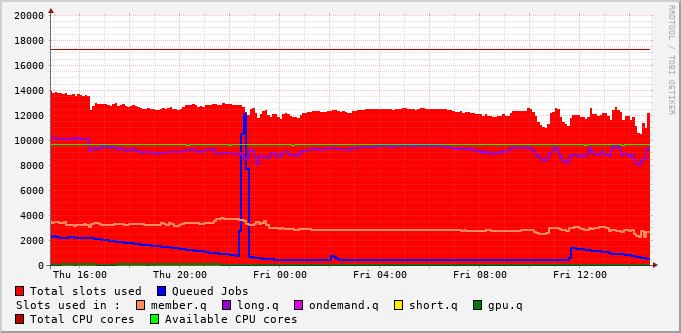 20000
18000
16000
14000
12000
10000
8000
6000
4000
2000
0
Thu 16:00 Thu 20:00 Fri 00:00 Fri 04:00 Fri 08:00 Fri 12:00
RRDTOOL / TOBI OETIKER
Total slots used Queued Jobs
Slots used in : member.q long.q ondemand.q short.q gpu.q
Total CPU cores Available CPU cores